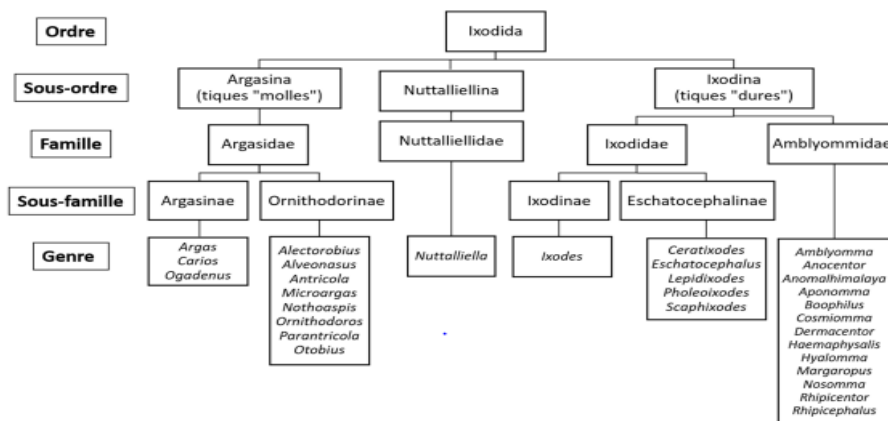 Ordre
Ixodida
Sous-ordre
Argasina
(tiques "molles")
Nuttalliellina
Ixodina
(tiques "dures")
Famille
Argasidae
Nuttalliellidae
Ixodidae
Amblyommidae
Sous-famille
Argasinae
Ornithodorinae
Ixodinae
Eschatocephalinae
Genre
Argas
Carios
Ogadenus
Alectorobius
Alveonasus
Antricola
Microargas
Nothoaspis
Ornithodoros
Parantricola
Otobius
Nuttalliella
Ixodes
Ceratixodes
Eschatocephalus
Lepidixodes
Pholeoixodes
Scaphixodes
Amblyomma
Anocentor
Anomalhimalaya
Aponomma
Boophilus
Cosmiomma
Dermacentor
Haemaphysalis
Hyalomma
Margaropus
Nosomma
Rhipicentor
Rhipicephalus